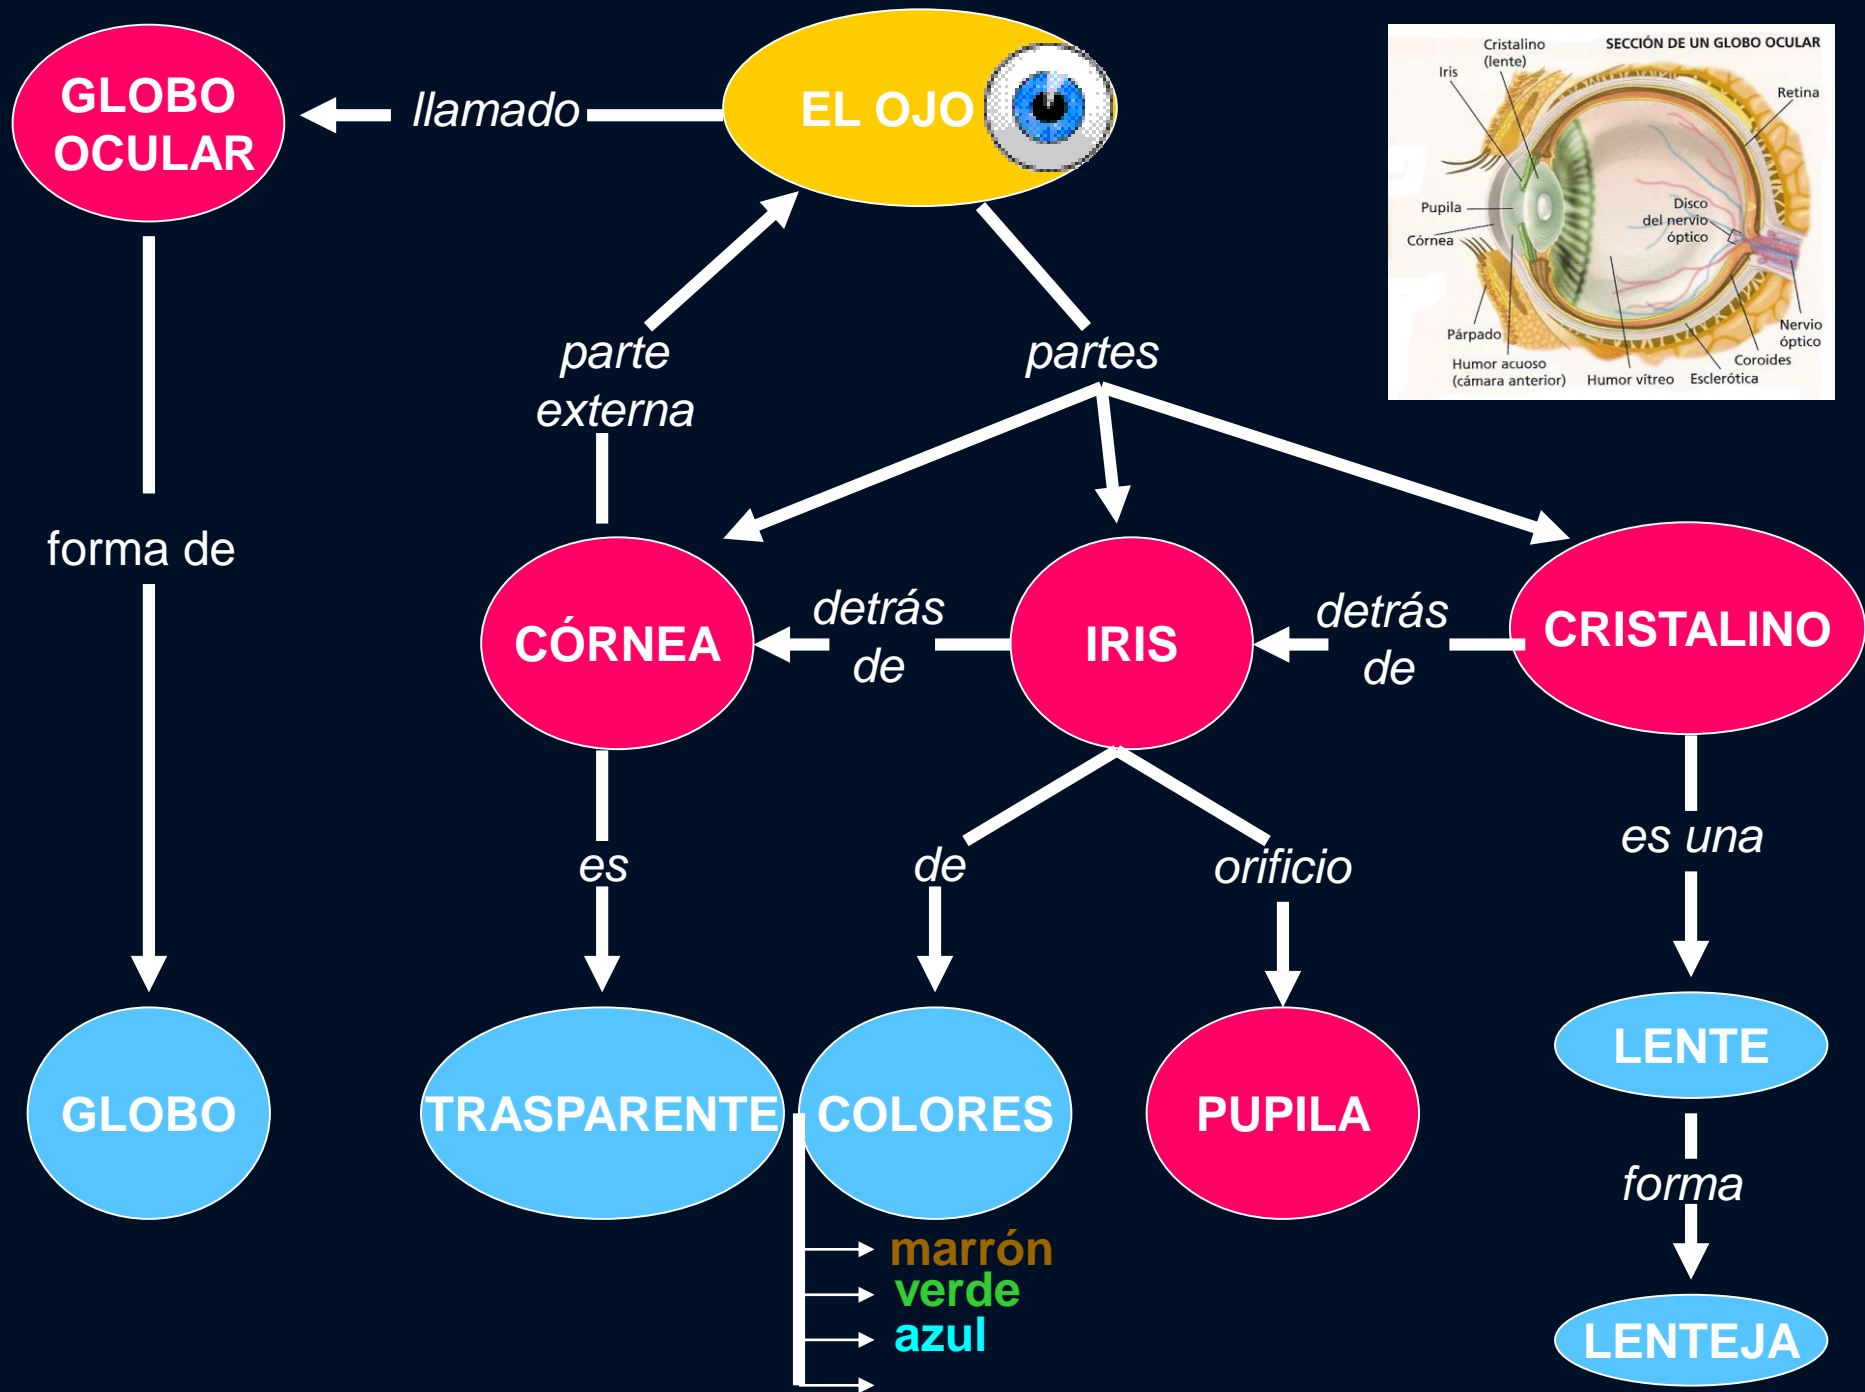 GLOBO
OCULAR
llamado
EL OJO
Cristalino
(lente)
SECCIÓN DE UN GLOBO OCULAR
Iris
Retina
Pupila
Disco
del nervio
óptico
Córnea
Párpado
Nervio
óptico
Coroides
Humor acuoso
(cámara anterior)
Humor vítreo
Esclerótica
parte
externa
partes
forma de
CÓRNEA
detrás
de
IRIS
detrás
de
CRISTALINO
es
de
orificio
es una
GLOBO
TRASPARENTE
COLORES
PUPILA
LENTE
forma
marrón
verde
azul
LENTEJA